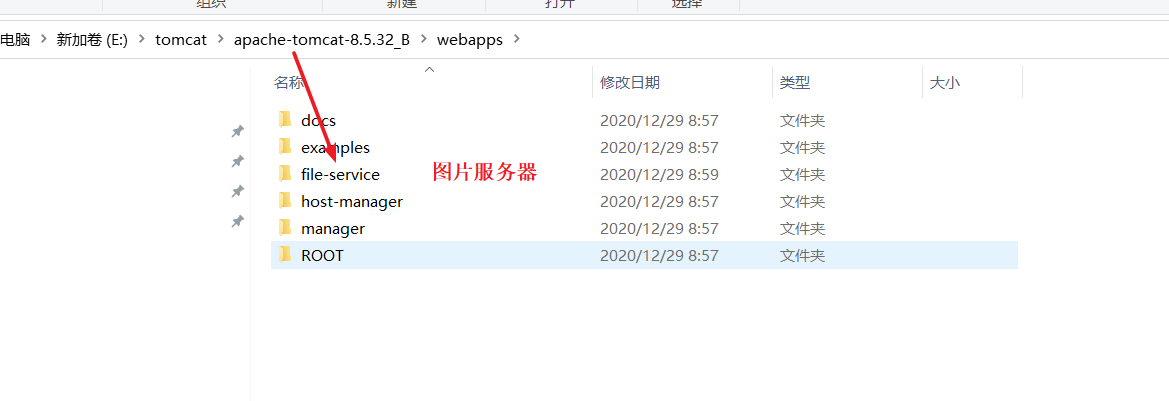 组织 新建 打开 选择
电脑 > 新加卷 (E:) > tomcat > apache-tomcat-8.5.32_B > webapps >
名称 修改日期 类型 大小
docs 2020/12/29 8:57 文件夹
examples 2020/12/29 8:57 文件夹
file-service 图片服务器 2020/12/29 8:59 文件夹
host-manager 2020/12/29 8:57 文件夹
manager 2020/12/29 8:57 文件夹
ROOT 2020/12/29 8:57 文件夹